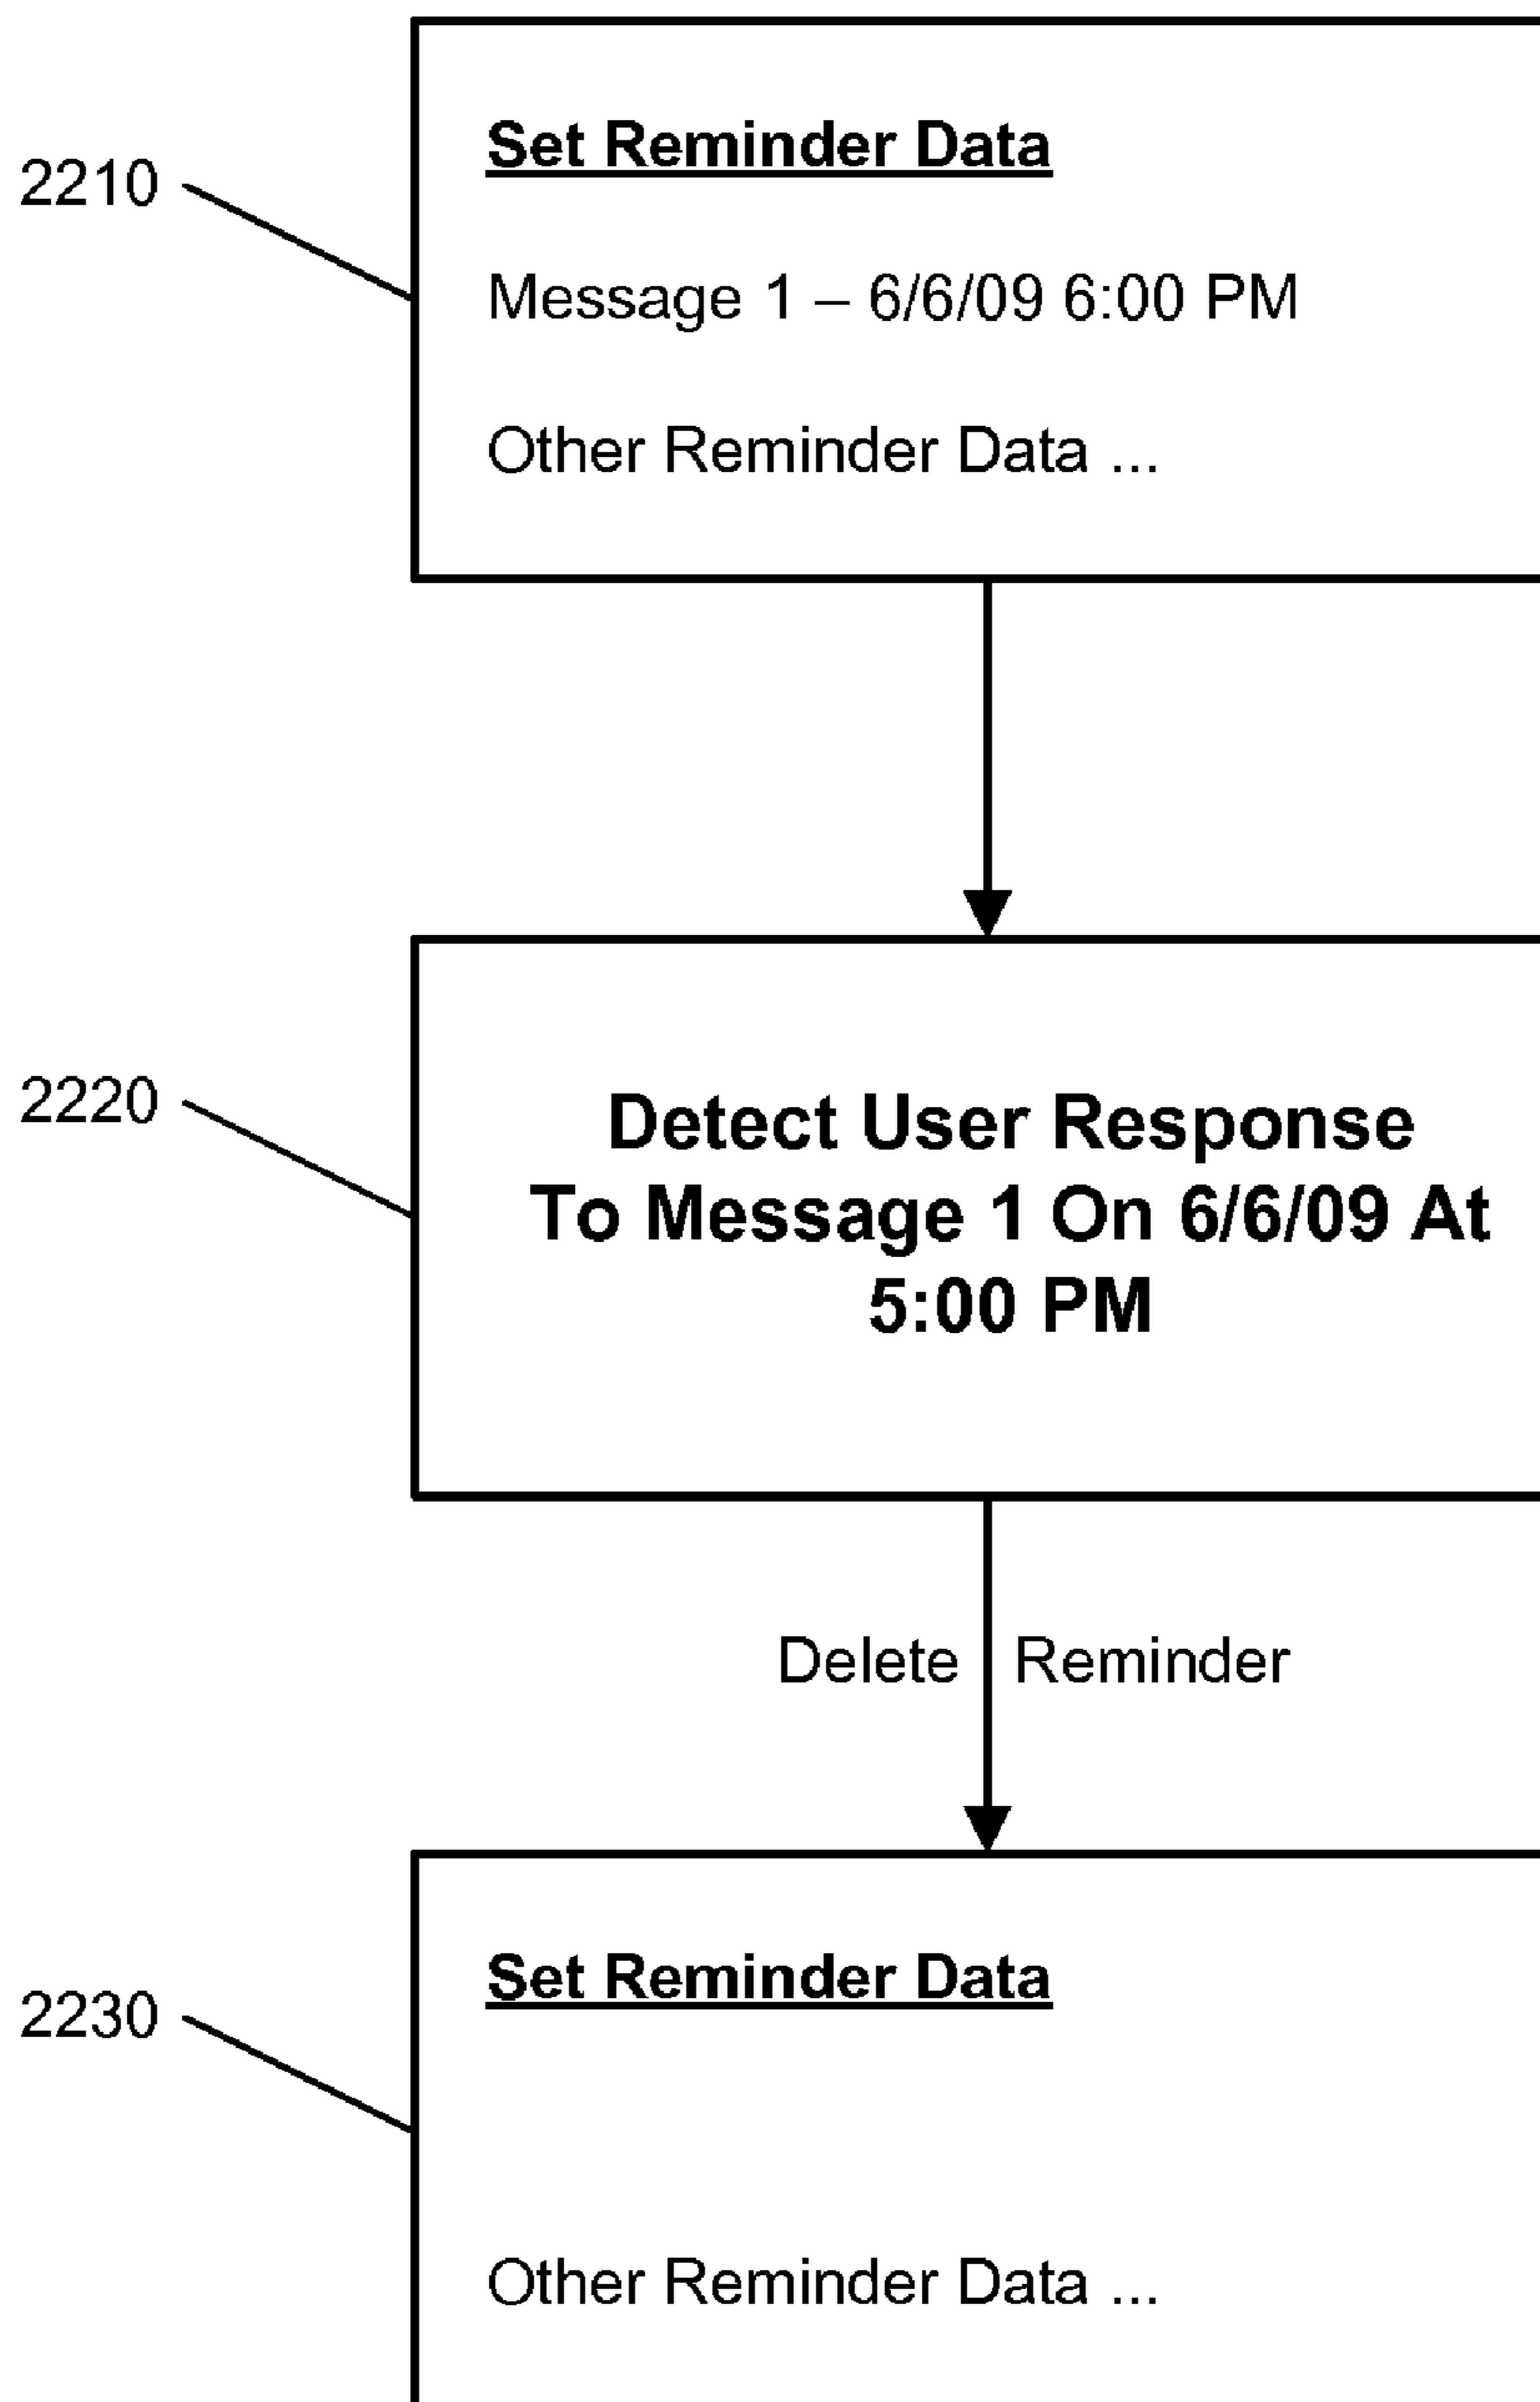 2210
Set Reminder Data
Message 1 – 6/6/09 6:00 PM
Other Reminder Data ...
2220
Detect User Response
To Message 1 On 6/6/09 At
5:00 PM
Delete Reminder
2230
Set Reminder Data
Other Reminder Data ...